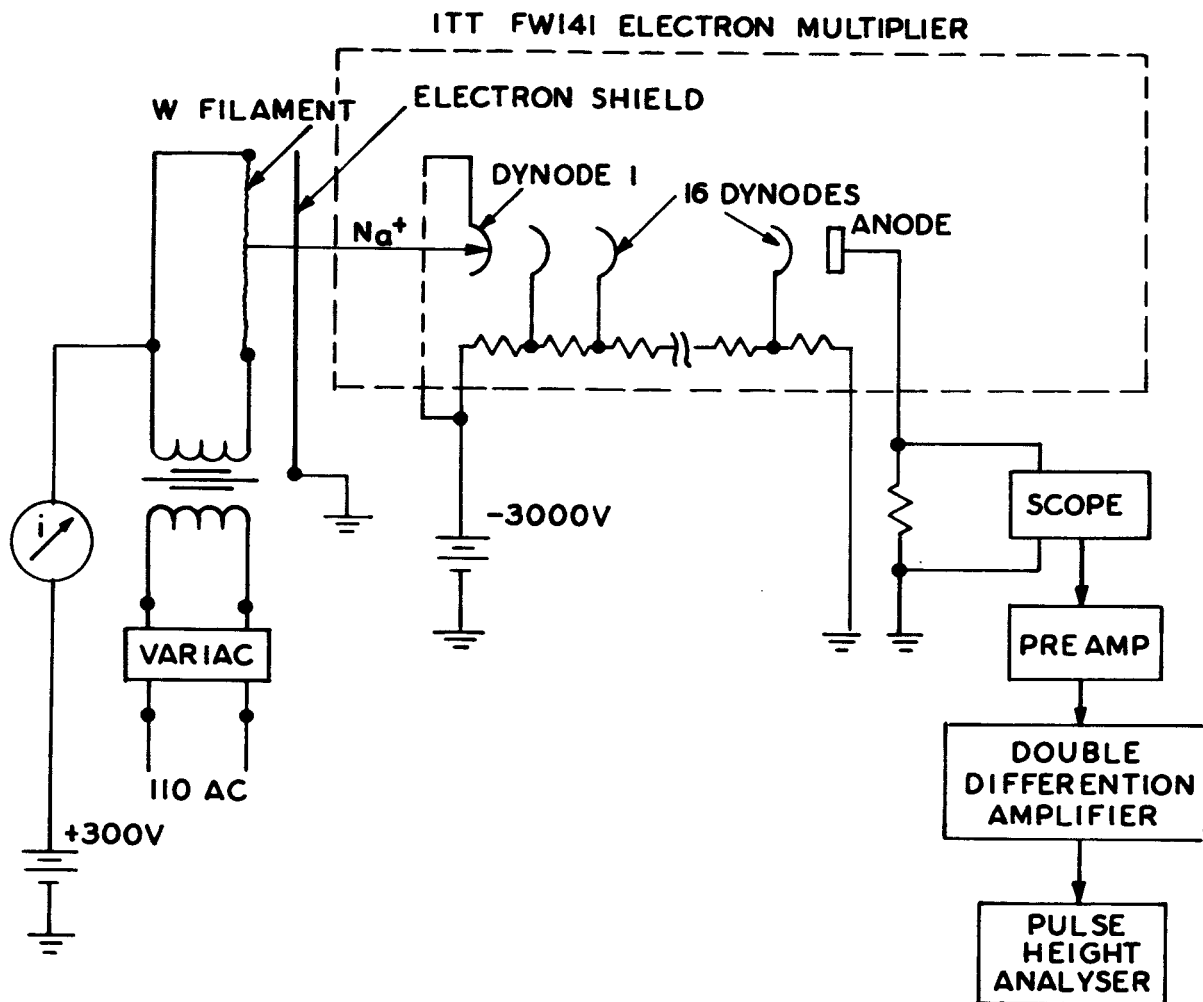 ITT FW141 ELECTRON MULTIPLIER
W FILAMENT
ELECTRON SHIELD
DYNODE 1
16 DYNODES
ANODE
Na+
i
-3000V
SCOPE
PRE AMP
VARIAC
110 AC
DOUBLE
DIFFERENTION
AMPLIFIER
+300V
PULSE
HEIGHT
ANALYSER